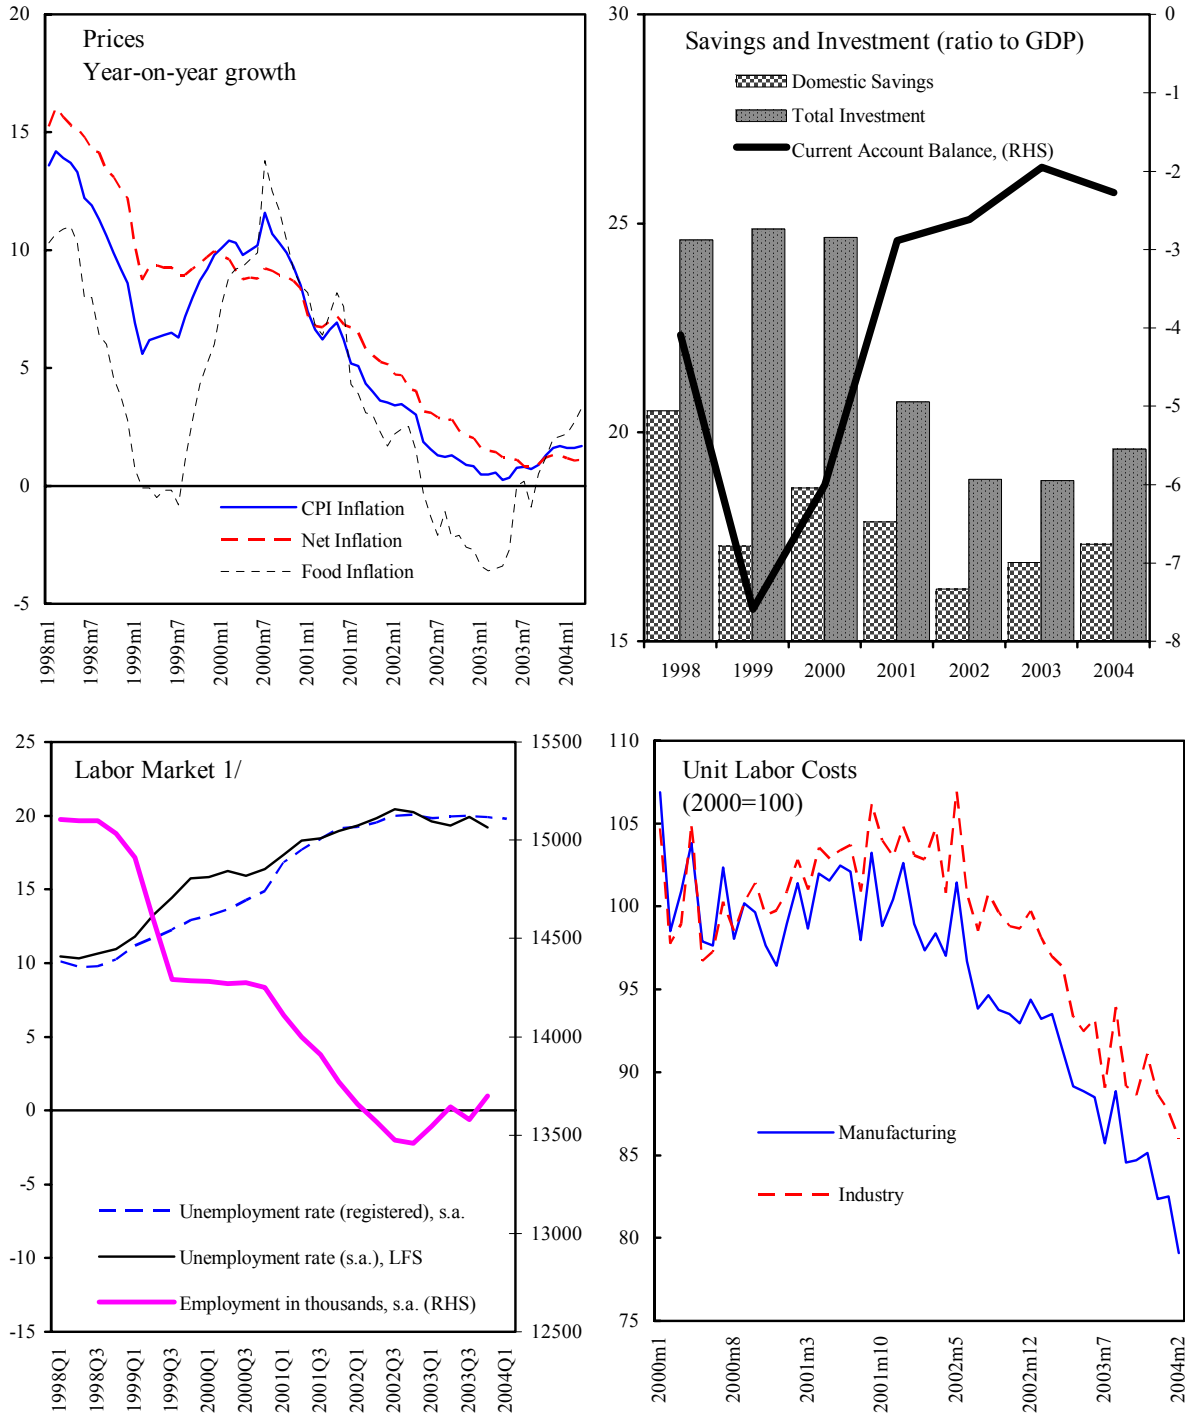 Prices
Year-on-year growth
20
15
10
5
0
-5
CPI Inflation
Net Inflation
Food Inflation
1998m1
1998m7
1999m1
1999m7
2000m1
2000m7
2001m1
2001m7
2002m1
2002m7
2003m1
2003m7
2004m1
Savings and Investment (ratio to GDP)
Domestic Savings
Total Investment
Current Account Balance, (RHS)
30
25
20
15
0
-1
-2
-3
-4
-5
-6
-7
-8
1998 1999 2000 2001 2002 2003 2004
Labor Market 1/
25
20
15
10
5
0
-5
-10
-15
15500
15000
14500
14000
13500
13000
12500
Unemployment rate (registered), s.a.
Unemployment rate (s.a.), LFS
Employment in thousands, s.a. (RHS)
1998Q1
1998Q3
1999Q1
1999Q3
2000Q1
2000Q3
2001Q1
2001Q3
2002Q1
2002Q3
2003Q1
2003Q3
2004Q1
Unit Labor Costs
(2000=100)
110
105
100
95
90
85
80
75
Manufacturing
Industry
2000m1
2000m8
2001m3
2001m10
2002m5
2002m12
2003m7
2004m2